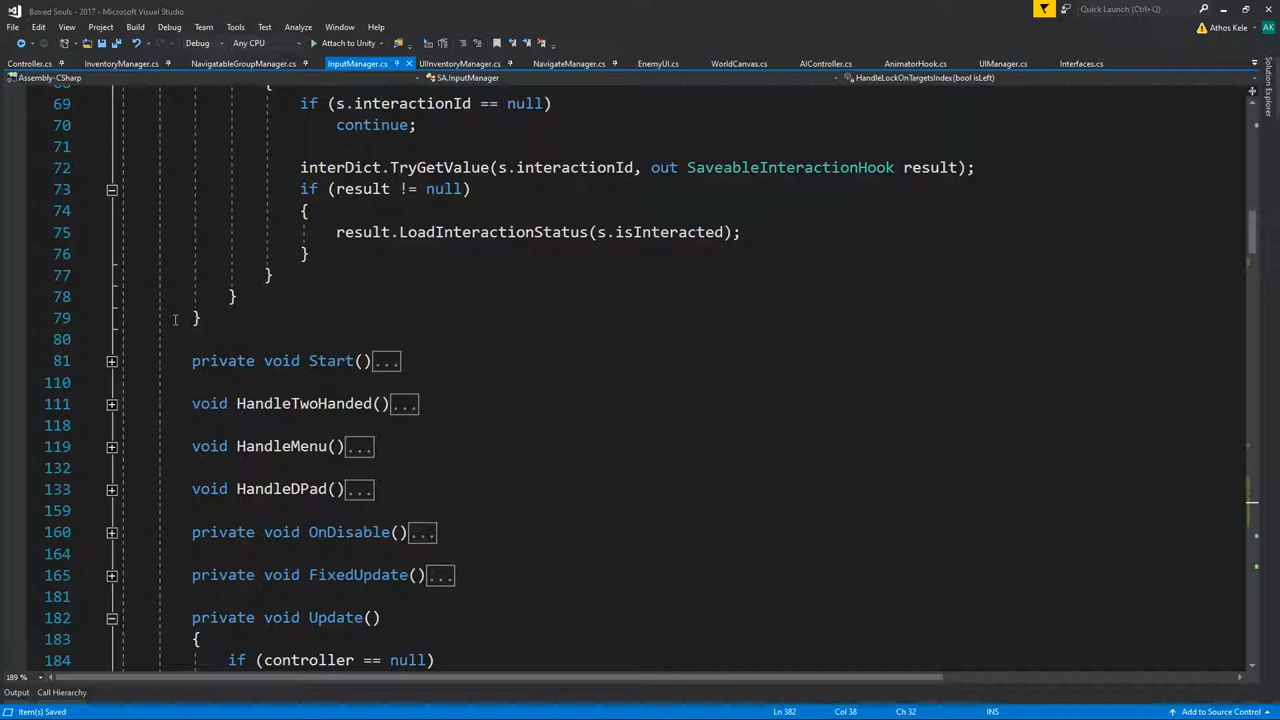 Boxed Souls - 2017 - Microsoft Visual Studio
Quick Launch (Ctrl+Q)
File Edit View Project Build Debug Team Tools Test Analyze Window Help
Athos Kele AK
Debug Any CPU Attach to Unity
Controller.cs InventoryManager.cs NavigatableGroupManager.cs InputManager.cs UIInventoryManager.cs NavigateManager.cs EnemyUI.cs WorldCanvas.cs AIController.cs AnimatorHook.cs UIManager.cs Interfaces.cs
Assembly-CSharp SA.InputManager HandleLockOnTargetsIndex(bool isLeft)
Solution Explorer
68 {
69 if (s.interactionId == null)
70 continue;
71
72 interDict.TryGetValue(s.interactionId, out SaveableInteractionHook result);
73 if (result != null)
74 {
75 result.LoadInteractionStatus(s.isInteracted);
76 }
77 }
78 }
79 }
80
81 private void Start()...
110
111 void HandleTwoHanded()...
118
119 void HandleMenu()...
132
133 void HandleDPad()...
159
160 private void OnDisable()...
164
165 private void FixedUpdate()...
181
182 private void Update()
183 {
184 if (controller == null)
189 %
Output Call Hierarchy
Item(s) Saved Ln 382 Col 38 Ch 32 INS Add to Source Control